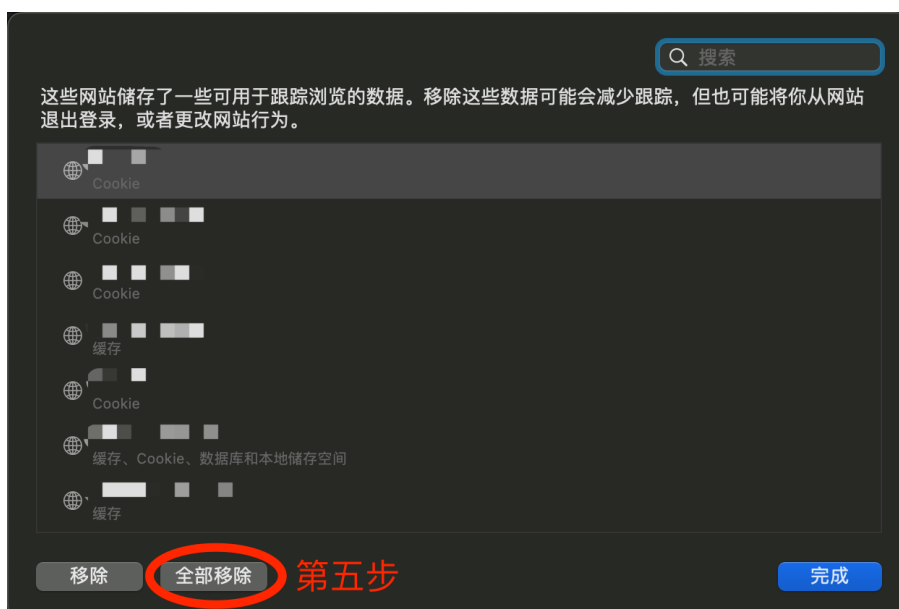 搜索
这些网站储存了一些可用于跟踪浏览的数据。移除这些数据可能会减少跟踪，但也可能将你从网站
退出登录，或者更改网站行为。
Cookie
Cookie
Cookie
缓存
Cookie
缓存、Cookie、数据库和本地储存空间
缓存
移除 全部移除 第五步 完成